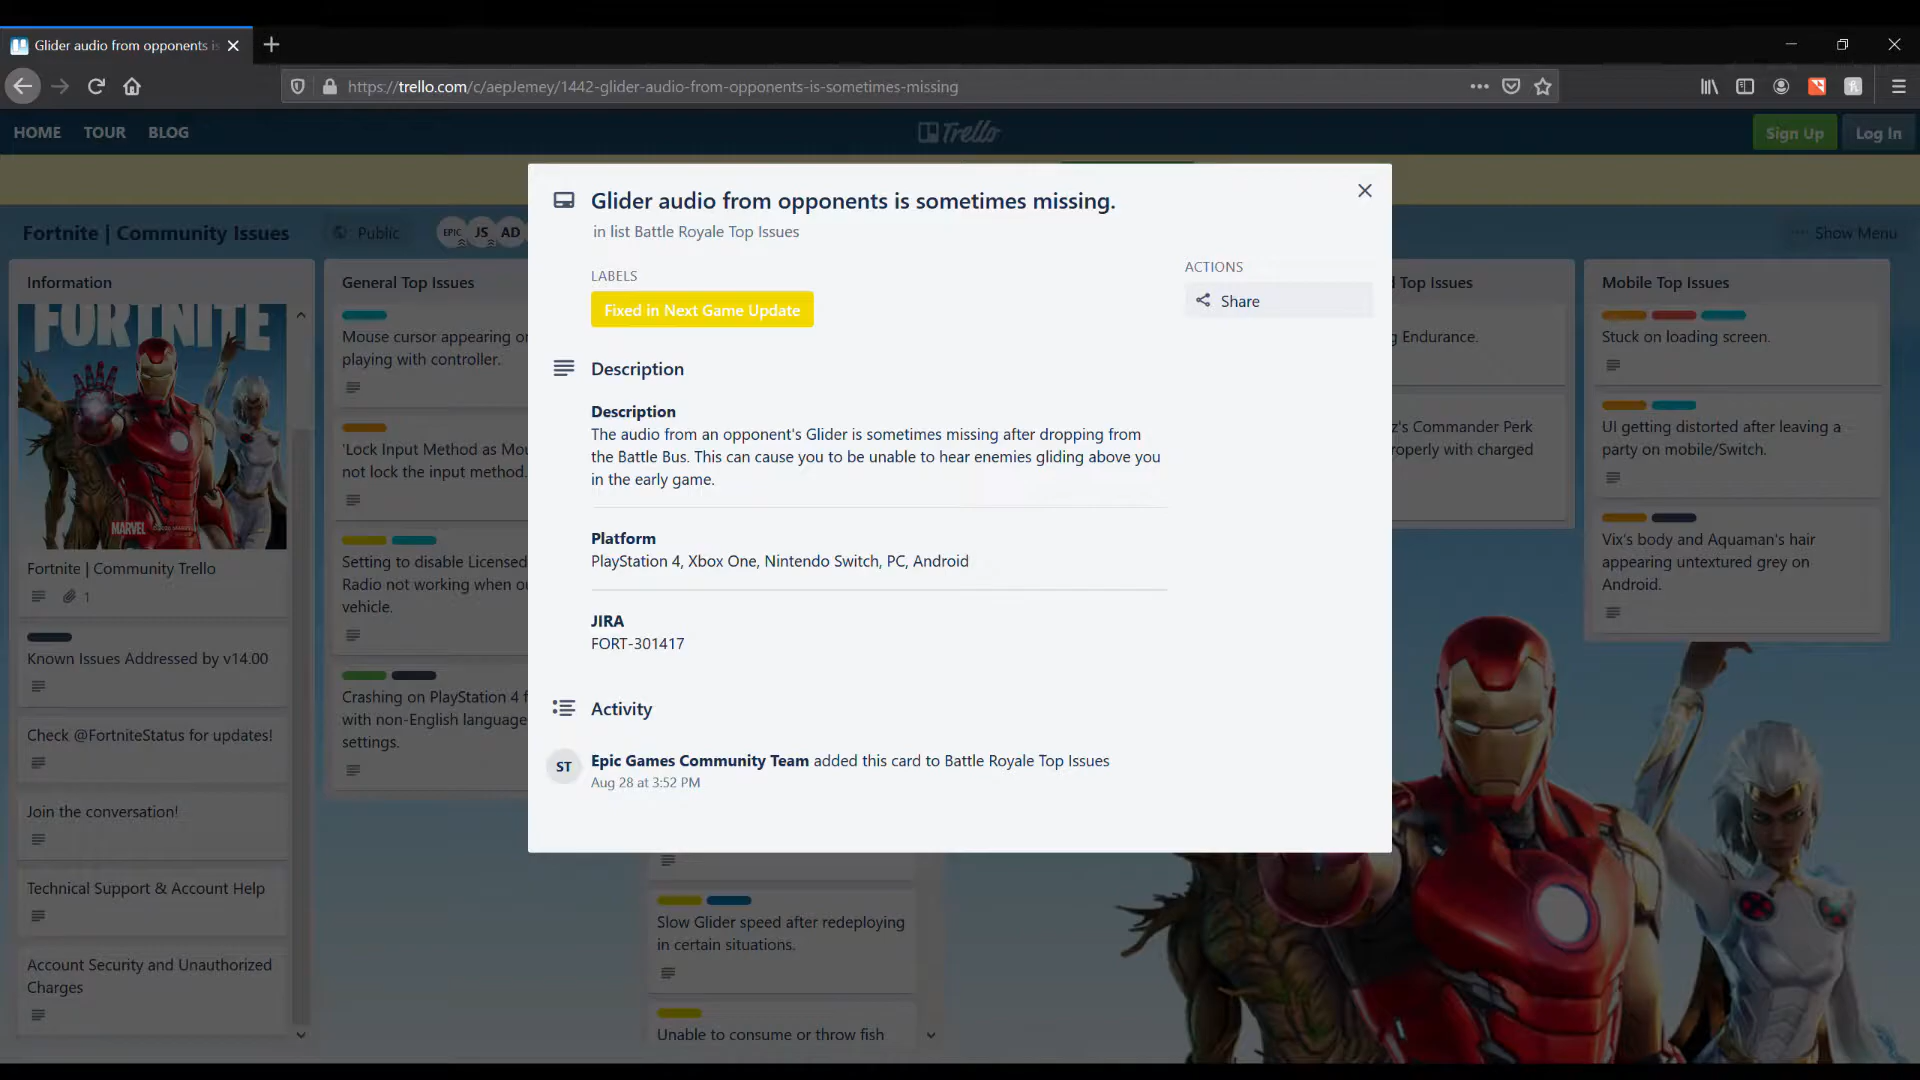 Glider audio from opponents is
https://trello.com/c/aepJemey/1442-glider-audio-from-opponents-is-sometimes-missing
HOME
TOUR
BLOG
Trello
Sign Up
Log In
Fortnite | Community Issues
Public
EPIC
JS
AD
Show Menu
Information
FORTNITE
MARVEL
Fortnite | Community Trello
1
Known Issues Addressed by v14.00
Check @FortniteStatus for updates!
Join the conversation!
Technical Support & Account Help
Account Security and Unauthorized
Charges
General Top Issues
Mouse cursor appearing
playing with controller.
'Lock Input Method as Mou
not lock the input method.
Setting to disable Licensed
Radio not working when
vehicle.
Crashing on PlayStation 4
with non-English language
settings.
Glider audio from opponents is sometimes missing.
in list Battle Royale Top Issues
LABELS
Fixed in Next Game Update
ACTIONS
Share
Description
Description
The audio from an opponent's Glider is sometimes missing after dropping from
the Battle Bus. This can cause you to be unable to hear enemies gliding above you
in the early game.
Platform
PlayStation 4, Xbox One, Nintendo Switch, PC, Android
JIRA
FORT-301417
Activity
ST
Epic Games Community Team added this card to Battle Royale Top Issues
Aug 28 at 3:52 PM
Slow Glider speed after redeploying
in certain situations.
Unable to consume or throw fish
Top Issues
Endurance.
z's Commander Perk
operly with charged
Mobile Top Issues
Stuck on loading screen.
UI getting distorted after leaving a
party on mobile/Switch.
Vix's body and Aquaman's hair
appearing untextured grey on
Android.